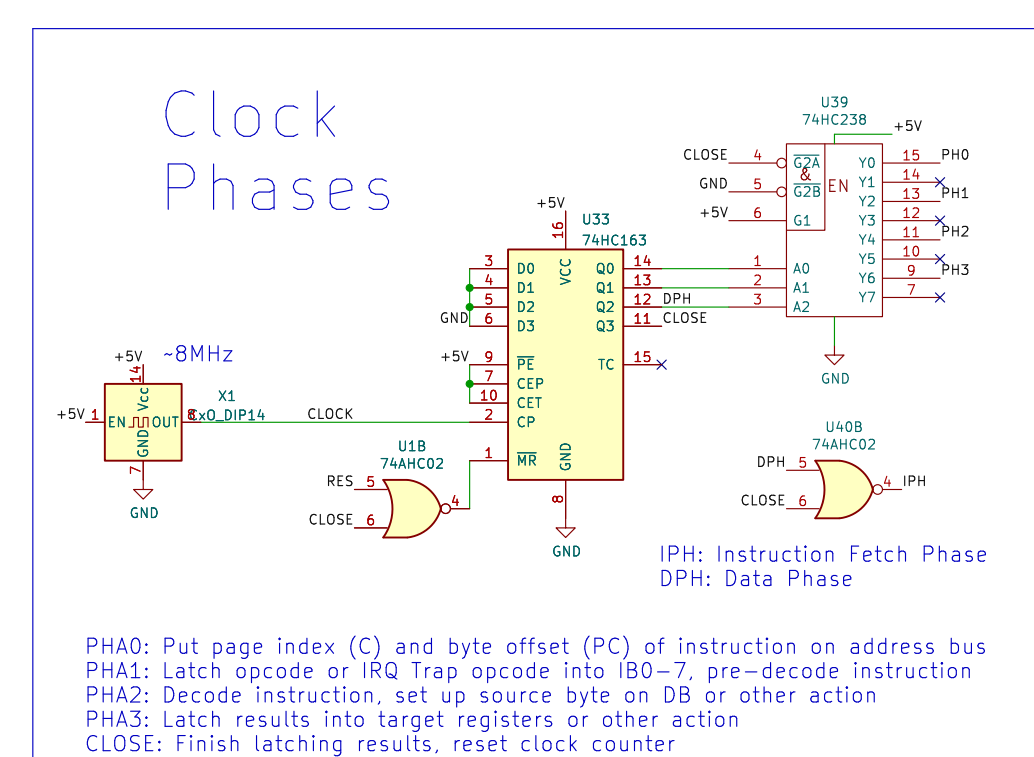 Clock
Phases
U39
74HC238
+5V
CLOSE 4 G2A Y0 15 PH0
& EN
Y1 14
GND 5 G2B Y2 13 PH1
+5V 6 G1 Y3 12
Y4 11 PH2
1 A0 Y5 10
2 A1 Y6 9 PH3
3 A2 Y7 7
GND
+5V
16
U33
74HC163
VCC
3 D0 Q0 14
4 D1 Q1 13
5 D2 Q2 12 DPH
GND 6 D3 Q3 11 CLOSE
+5V 9 PE TC 15
7 CEP
10 CET
2 CP
1 MR
GND
8
GND
~8MHz
+5V
14
X1
CxO_DIP14
Vcc
+5V 1 EN OUT 8 CLOCK
GND
7
GND
U1B
74AHC02
RES 5
4
CLOSE 6
U40B
74AHC02
DPH 5
4 IPH
CLOSE 6
IPH: Instruction Fetch Phase
DPH: Data Phase
PHA0: Put page index (C) and byte offset (PC) of instruction on address bus
PHA1: Latch opcode or IRQ Trap opcode into IB0-7, pre-decode instruction
PHA2: Decode instruction, set up source byte on DB or other action
PHA3: Latch results into target registers or other action
CLOSE: Finish latching results, reset clock counter